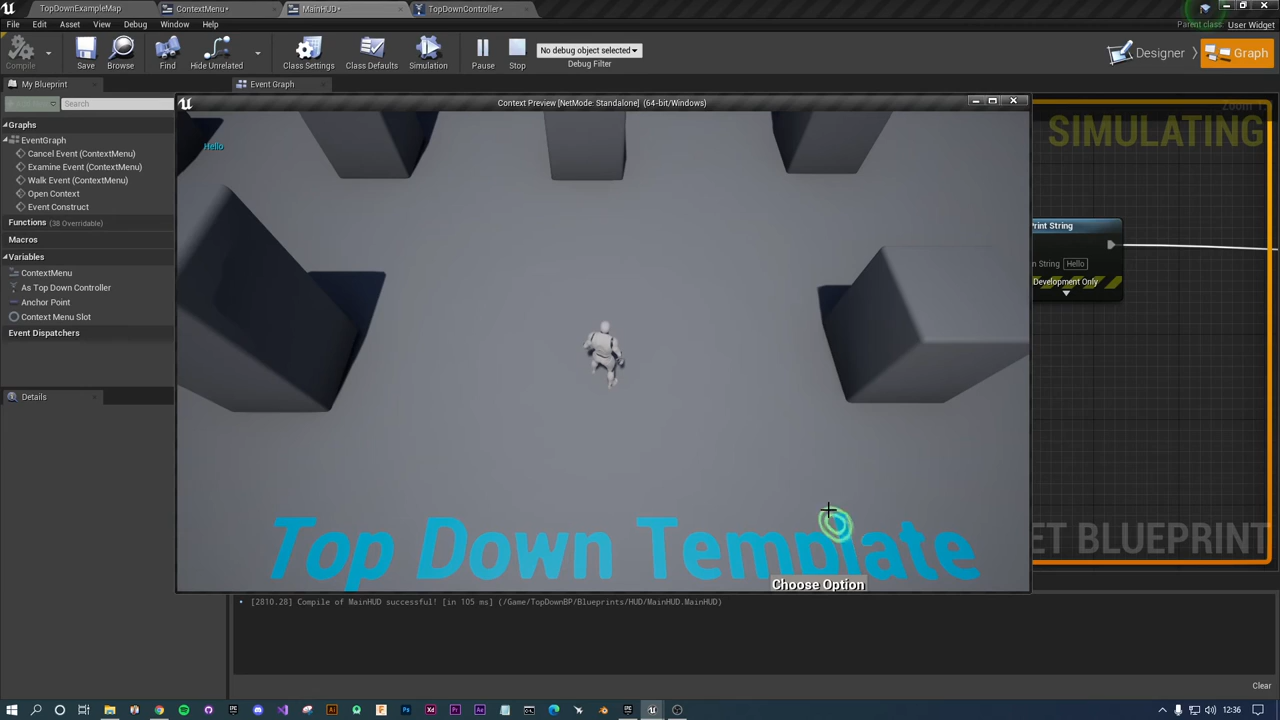 TopDownExampleMap
ContextMenu*
MainHUD*
TopDownController*
File
Edit
Asset
View
Debug
Window
Help
Parent class: User Widget
Compile
Save
Browse
Find
Hide Unrelated
Class Settings
Class Defaults
Simulation
Pause
Stop
No debug object selected
Debug Filter
Designer
Graph
My Blueprint
Event Graph
Search
Context Preview [NetMode: Standalone] (64-bit/Windows)
SIMULATING
Graphs
EventGraph
Cancel Event (ContextMenu)
Examine Event (ContextMenu)
Walk Event (ContextMenu)
Open Context
Event Construct
Functions (38 Overridable)
Macros
Variables
ContextMenu
As Top Down Controller
Anchor Point
Context Menu Slot
Event Dispatchers
Details
Hello
Print String
n String Hello
Development Only
Top Down Template
Choose Option
ET BLUEPRINT
[2810.28] Compile of MainHUD successful! [in 105 ms] (/Game/TopDownBP/Blueprints/HUD/MainHUD.MainHUD)
Clear
12:36